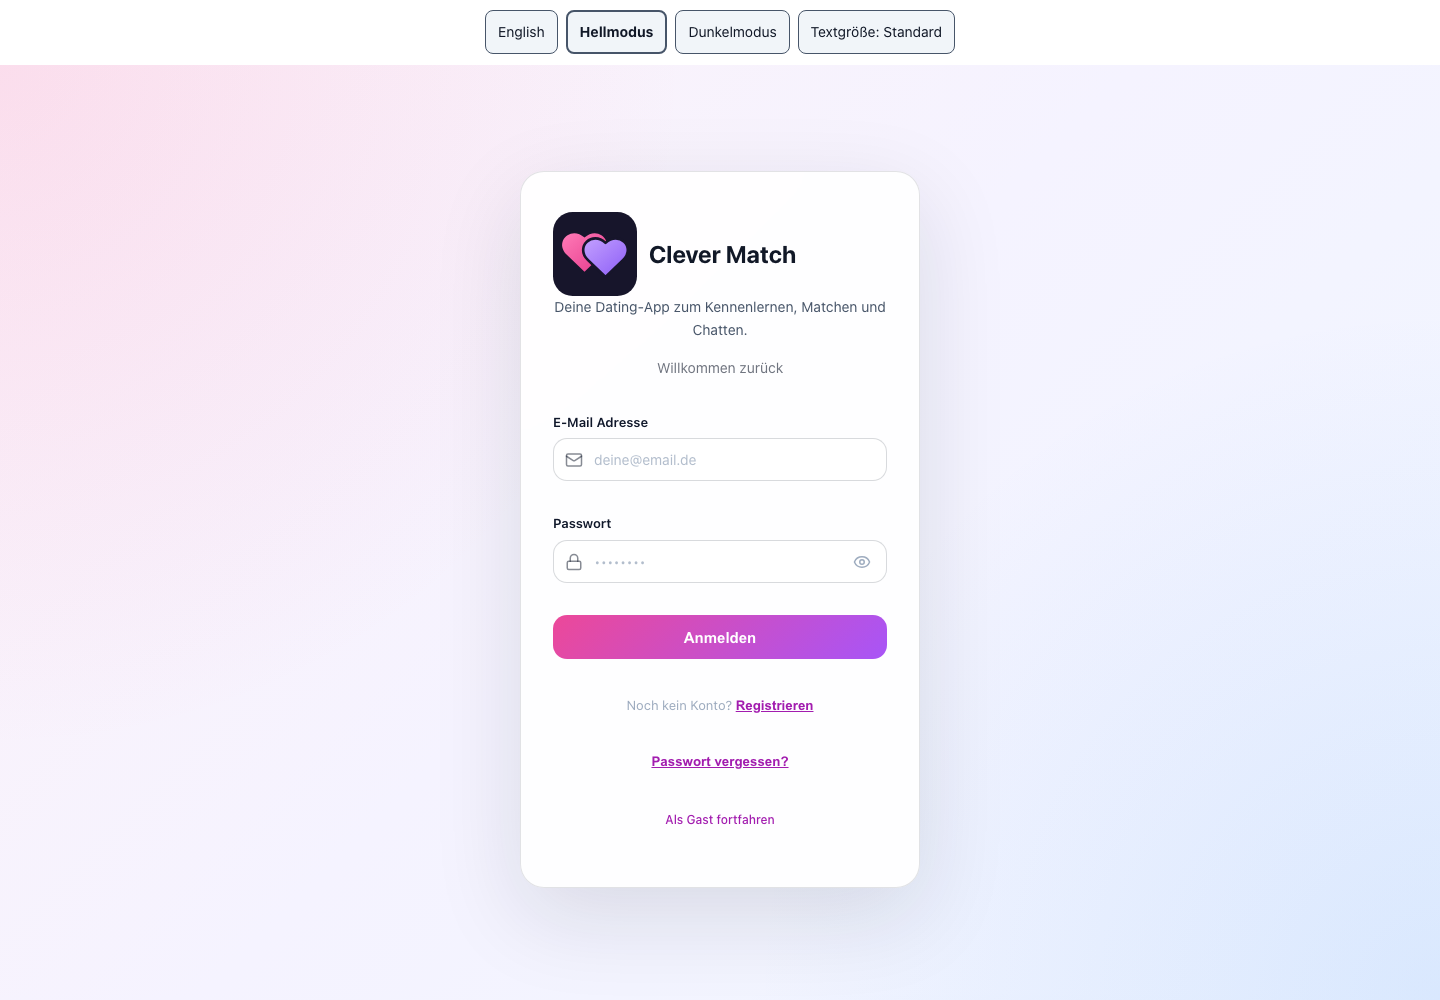 English
Hellmodus
Dunkelmodus
Textgröße: Standard
Clever Match
Deine Dating-App zum Kennenlernen, Matchen und
Chatten.
Willkommen zurück
E-Mail Adresse
deine@email.de
Passwort
••••••••
Anmelden
Noch kein Konto? Registrieren
Passwort vergessen?
Als Gast fortfahren